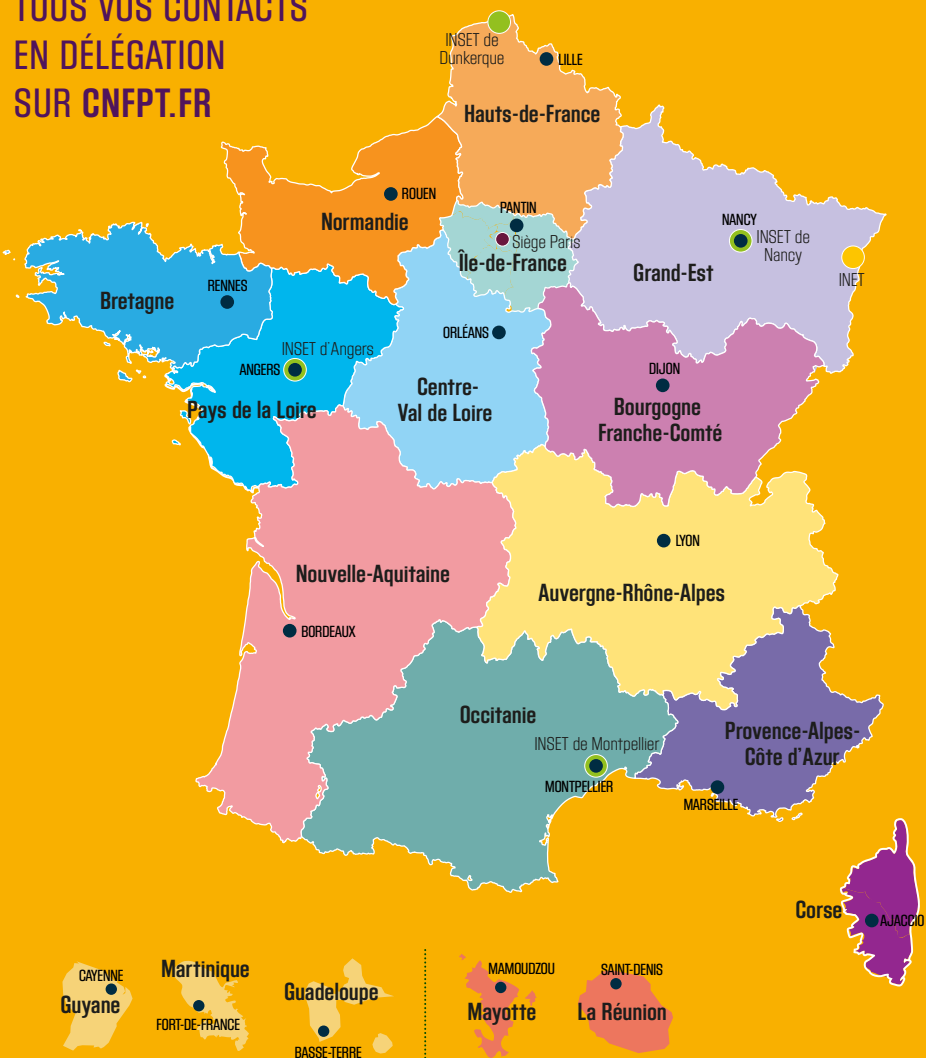 TOUS VOS CONTACTS
EN DÉLÉGATION
SUR CNFPT.FR
INSET de
Dunkerque
LILLE
Hauts-de-France
ROUEN
Normandie
PANTIN
Siège Paris
Île-de-France
NANCY
INSET de
Nancy
Grand-Est
INET
RENNES
Bretagne
ORLÉANS
INSET d'Angers
ANGERS
Pays de la Loire
Centre-
Val de Loire
DIJON
Bourgogne
Franche-Comté
LYON
Nouvelle-Aquitaine
Auvergne-Rhône-Alpes
BORDEAUX
Occitanie
INSET de Montpellier
MONTPELLIER
Provence-Alpes-
Côte d'Azur
MARSEILLE
Corse
AJACCIO
CAYENNE
Guyane
Martinique
FORT-DE-FRANCE
Guadeloupe
BASSE-TERRE
MAMOUDZOU
Mayotte
SAINT-DENIS
La Réunion